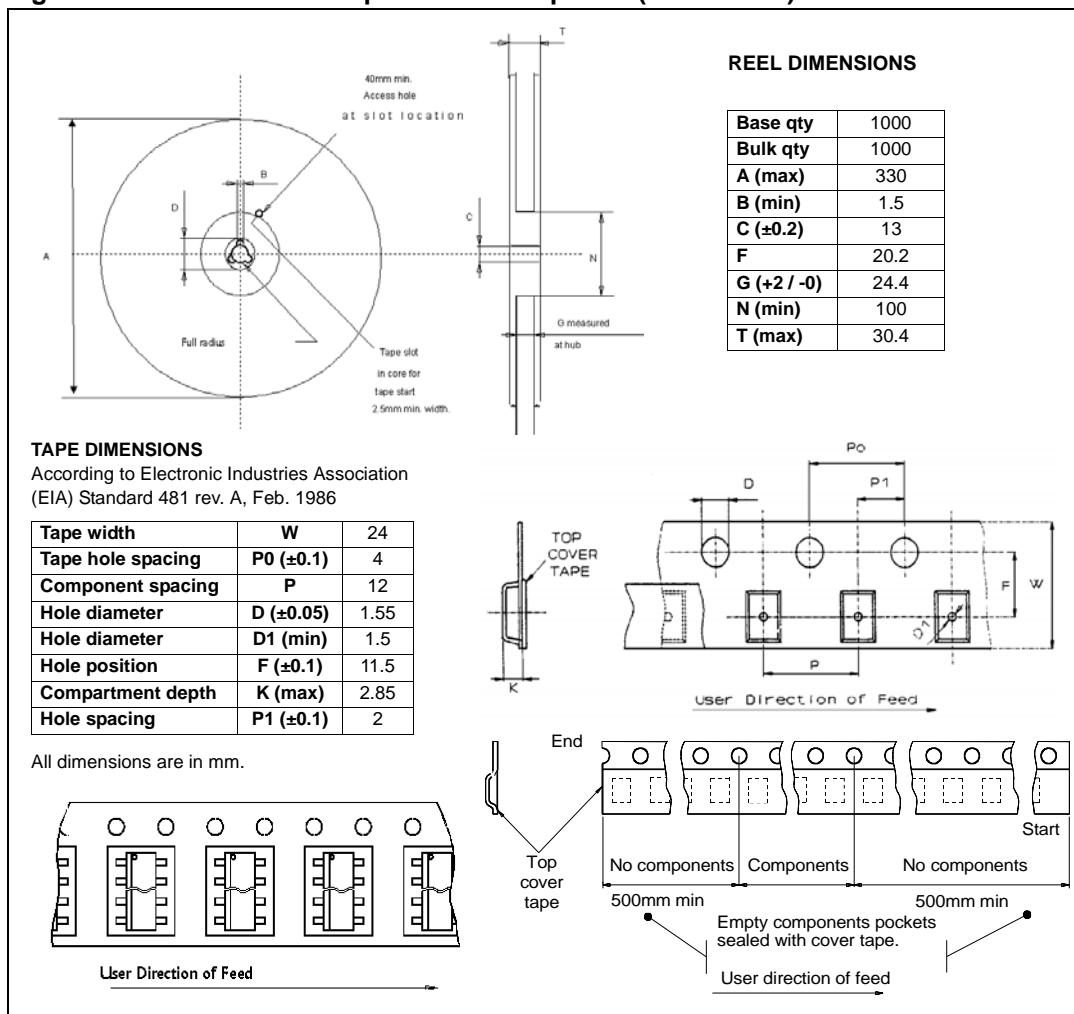 T
40mm min.
Access hole
at slot location
B
D
C
A
N
G measured
at hub
Full radius
Tape slot
in core for
tape start
2.5mm min. width.
REEL DIMENSIONS
Base qty 1000
Bulk qty 1000
A (max) 330
B (min) 1.5
C (±0.2) 13
F 20.2
G (+2 / -0) 24.4
N (min) 100
T (max) 30.4
TAPE DIMENSIONS
According to Electronic Industries Association
(EIA) Standard 481 rev. A, Feb. 1986
Tape width W 24
Tape hole spacing P0 (±0.1) 4
Component spacing P 12
Hole diameter D (±0.05) 1.55
Hole diameter D1 (min) 1.5
Hole position F (±0.1) 11.5
Compartment depth K (max) 2.85
Hole spacing P1 (±0.1) 2
All dimensions are in mm.
Po
D
P1
TOP
COVER
TAPE
F
W
D1
K
P
User Direction of Feed
End
Start
Top
cover
tape
No components
Components
No components
500mm min
500mm min
Empty components pockets
sealed with cover tape.
User direction of feed
User Direction of Feed